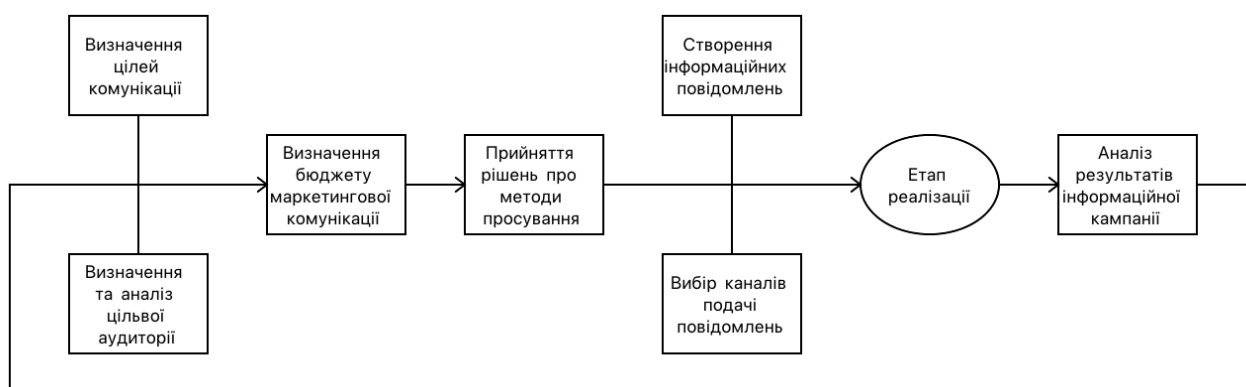 Визначення
цілей
комунікації
Створення
інформаційних
повідомлень
Визначення
бюджету
маркетингової
комунікації
Прийняття
рішень про
методи
просування
Етап
реалізації
Аналіз
результатів
інформаційної
кампанії
Визначення
та аналіз
цільвої
аудиторії
Вибір каналів
подачі
повідомлень